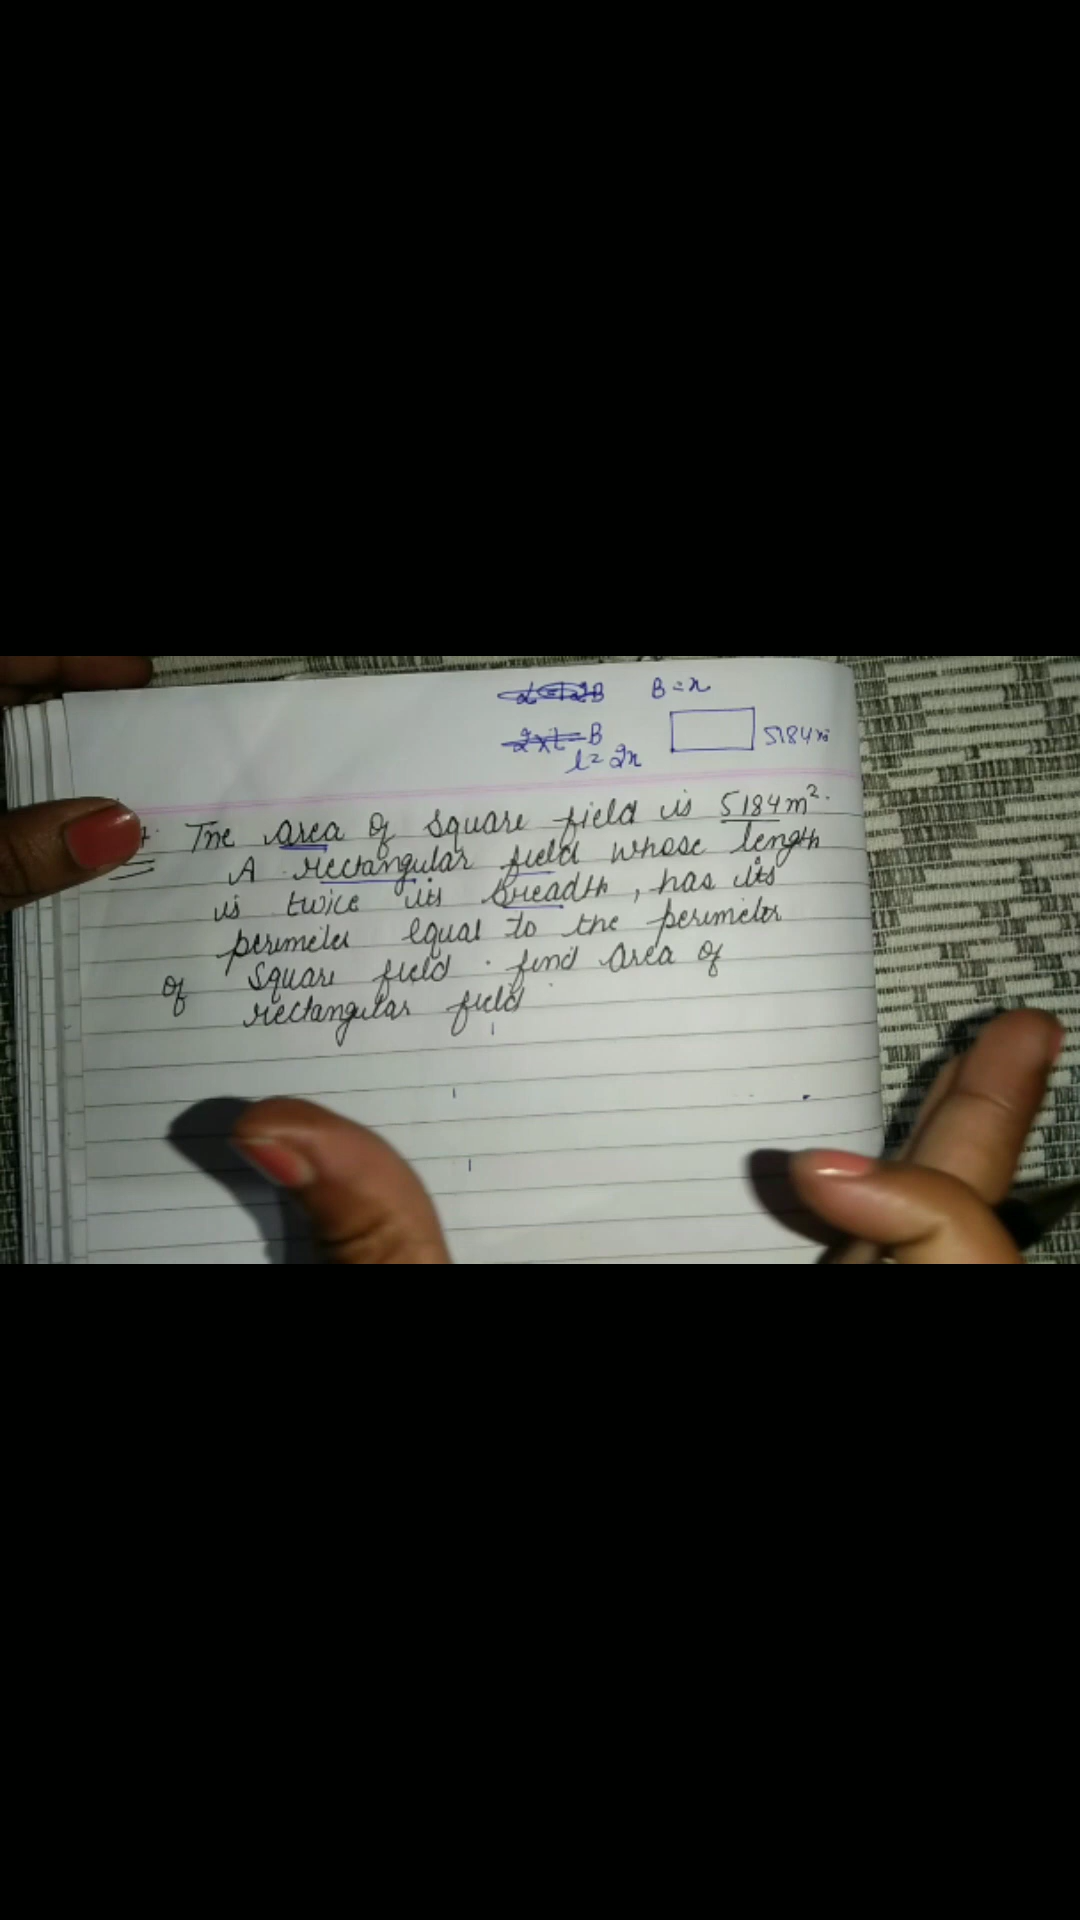 B = x
B
l = 2x
5184
The area of square field is 5184m².
A rectangular field whose length
is twice its breadth, has its
perimeter equal to the perimeter
of square field. find area of
rectangular field